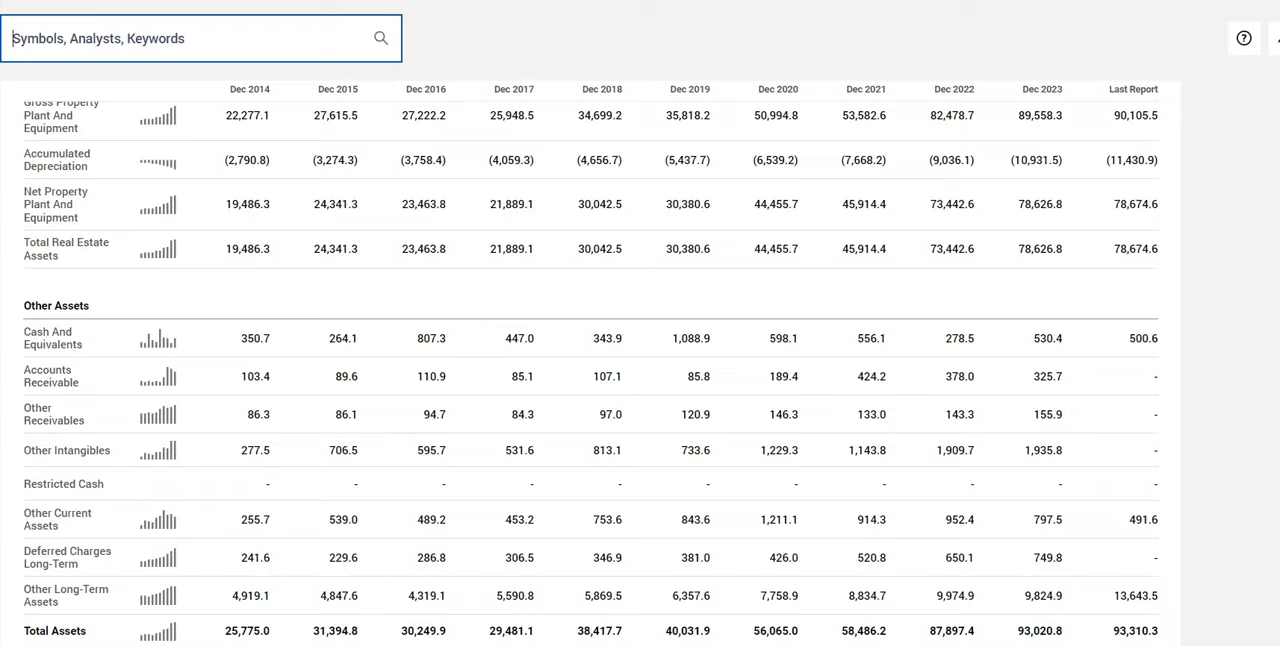 Symbols, Analysts, Keywords
Dec 2014 Dec 2015 Dec 2016 Dec 2017 Dec 2018 Dec 2019 Dec 2020 Dec 2021 Dec 2022 Dec 2023 Last Report
Gross Property
Plant And
Equipment
22,277.1 27,615.5 27,222.2 25,948.5 34,699.2 35,818.2 50,994.8 53,582.6 82,478.7 89,558.3 90,105.5
Accumulated
Depreciation
(2,790.8) (3,274.3) (3,758.4) (4,059.3) (4,656.7) (5,437.7) (6,539.2) (7,668.2) (9,036.1) (10,931.5) (11,430.9)
Net Property
Plant And
Equipment
19,486.3 24,341.3 23,463.8 21,889.1 30,042.5 30,380.6 44,455.7 45,914.4 73,442.6 78,626.8 78,674.6
Total Real Estate
Assets
19,486.3 24,341.3 23,463.8 21,889.1 30,042.5 30,380.6 44,455.7 45,914.4 73,442.6 78,626.8 78,674.6
Other Assets
Cash And
Equivalents
350.7 264.1 807.3 447.0 343.9 1,088.9 598.1 556.1 278.5 530.4 500.6
Accounts
Receivable
103.4 89.6 110.9 85.1 107.1 85.8 189.4 424.2 378.0 325.7 -
Other
Receivables
86.3 86.1 94.7 84.3 97.0 120.9 146.3 133.0 143.3 155.9 -
Other Intangibles 277.5 706.5 595.7 531.6 813.1 733.6 1,229.3 1,143.8 1,909.7 1,935.8 -
Restricted Cash - - - - - - - - - - -
Other Current
Assets
255.7 539.0 489.2 453.2 753.6 843.6 1,211.1 914.3 952.4 797.5 491.6
Deferred Charges
Long-Term
241.6 229.6 286.8 306.5 346.9 381.0 426.0 520.8 650.1 749.8 -
Other Long-Term
Assets
4,919.1 4,847.6 4,319.1 5,590.8 5,869.5 6,357.6 7,758.9 8,834.7 9,974.9 9,824.9 13,643.5
Total Assets 25,775.0 31,394.8 30,249.9 29,481.1 38,417.7 40,031.9 56,065.0 58,486.2 87,897.4 93,020.8 93,310.3